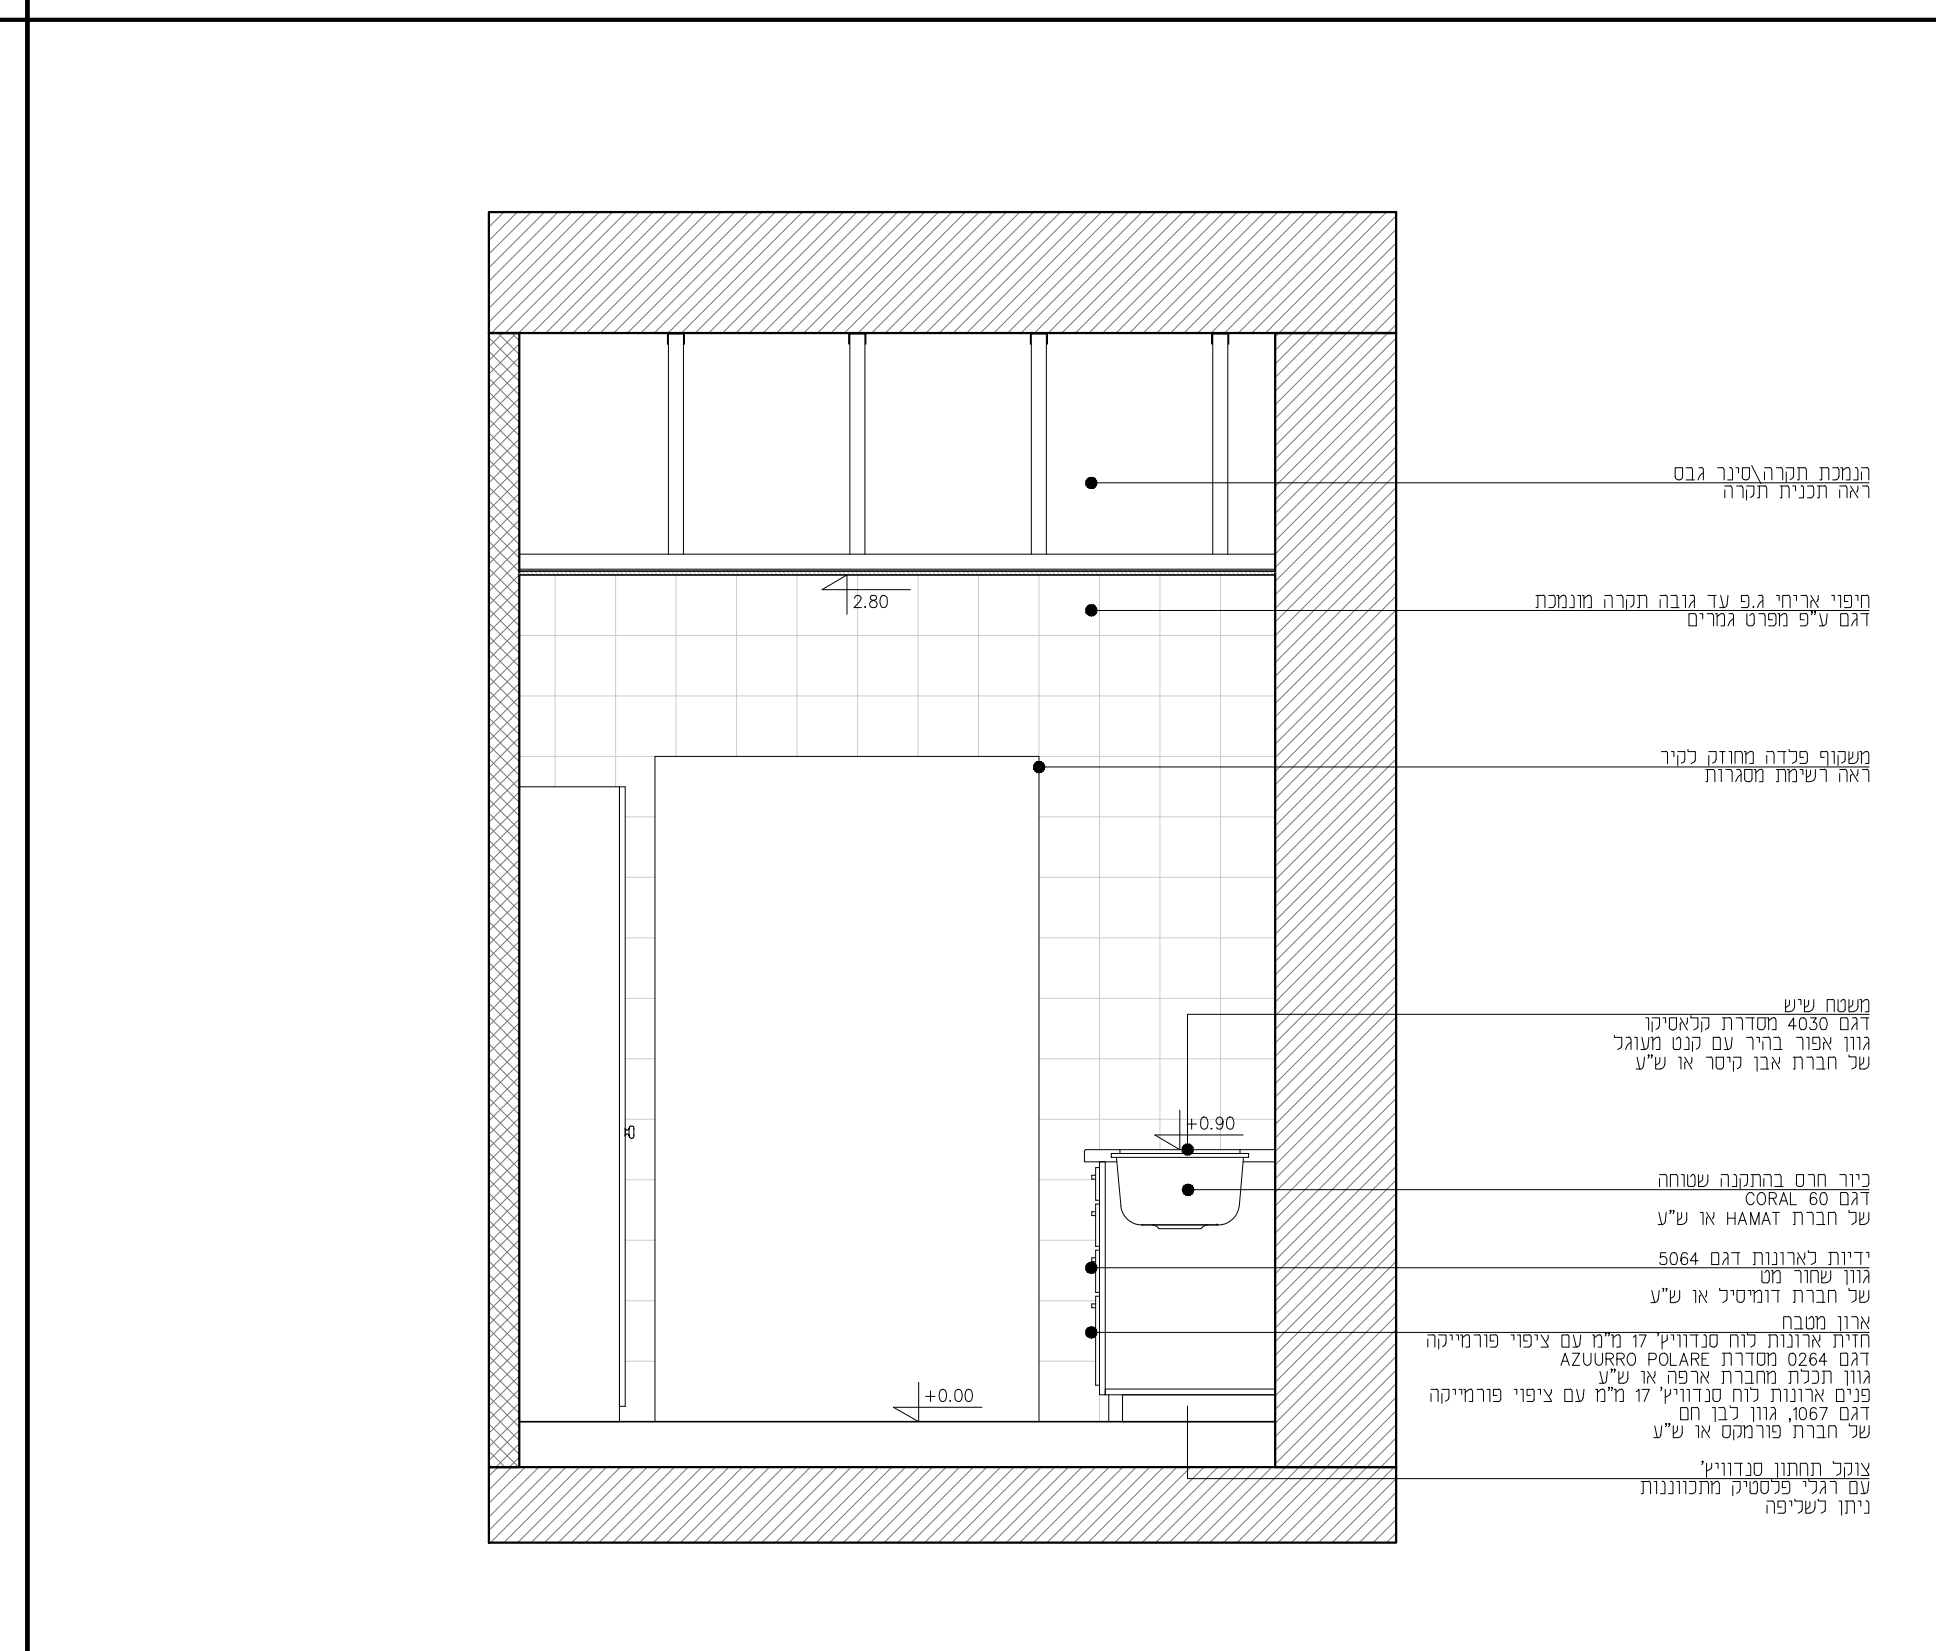 הנמכת תקרה\סינר גבס
ראה תכנית תקרה
2.80
חיפוי אריחי ג.פ עד גובה תקרה מונמכת
דגם ע"פ מפרט גמרים
משקוף פלדה מחוזק לקיר
ראה רשימת מסגרות
משטח שיש
דגם 4030 מסדרת קלאסיקו
גוון אפור בהיר עם קנט מעוגל
של חברת אבן קיסר או ש"ע
+0.90
כיור חרס בהתקנה שטוחה
דגם CORAL 60
של חברת HAMAT או ש"ע
ידיות לארונות דגם 5064
גוון שחור מט
של חברת דומיסיל או ש"ע
ארון מטבח
חזית ארונות לוח סנדוויץ' 17 מ"מ עם ציפוי פורמייקה
דגם 0264 מסדרת AZUURRO POLARE
גוון תכלת מחברת ארפה או ש"ע
פנים ארונות לוח סנדוויץ' 17 מ"מ עם ציפוי פורמייקה
דגם 1067, גוון לבן חם
של חברת פורמקס או ש"ע
+0.00
צוקל תחתון סנדוויץ'
עם רגלי פלסטיק מתכווננות
ניתן לשליפה